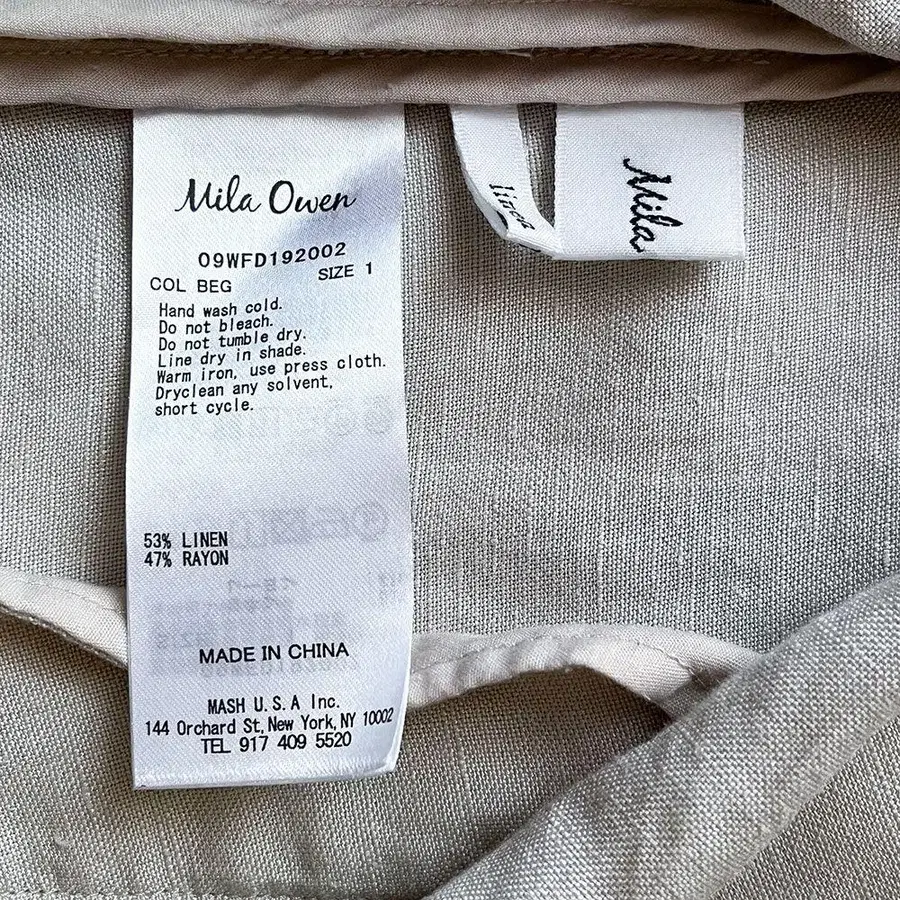 Mila Owen
09WFD192002
COL BEG SIZE 1
Hand wash cold.
Do not bleach.
Do not tumble dry.
Line dry in shade.
Warm iron, use press cloth.
Dryclean any solvent,
short cycle.
53% LINEN
47% RAYON
MADE IN CHINA
MASH U.S.A Inc.
144 Orchard St, New York, NY 10002
TEL 917 409 5520
linen
Mila